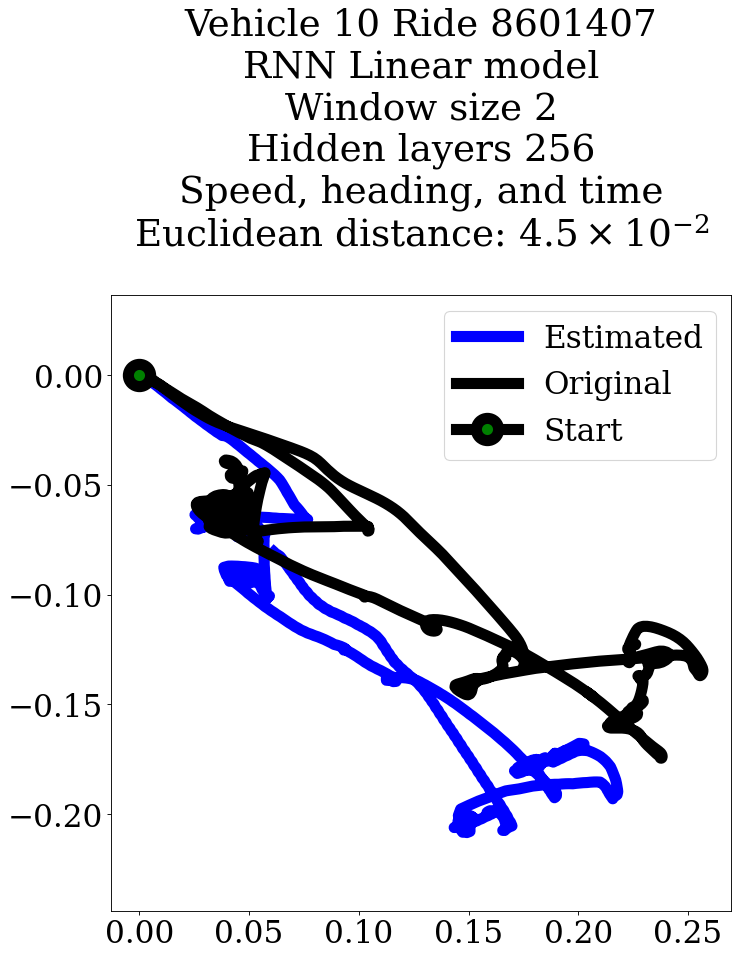 Vehicle 10 Ride 8601407
RNN Linear model
Window size 2
Hidden layers 256
Speed, heading, and time
Euclidean distance: 4.5 × 10⁻²
Estimated
Original
Start
0.00
−0.05
−0.10
−0.15
−0.20
0.00 0.05 0.10 0.15 0.20 0.25